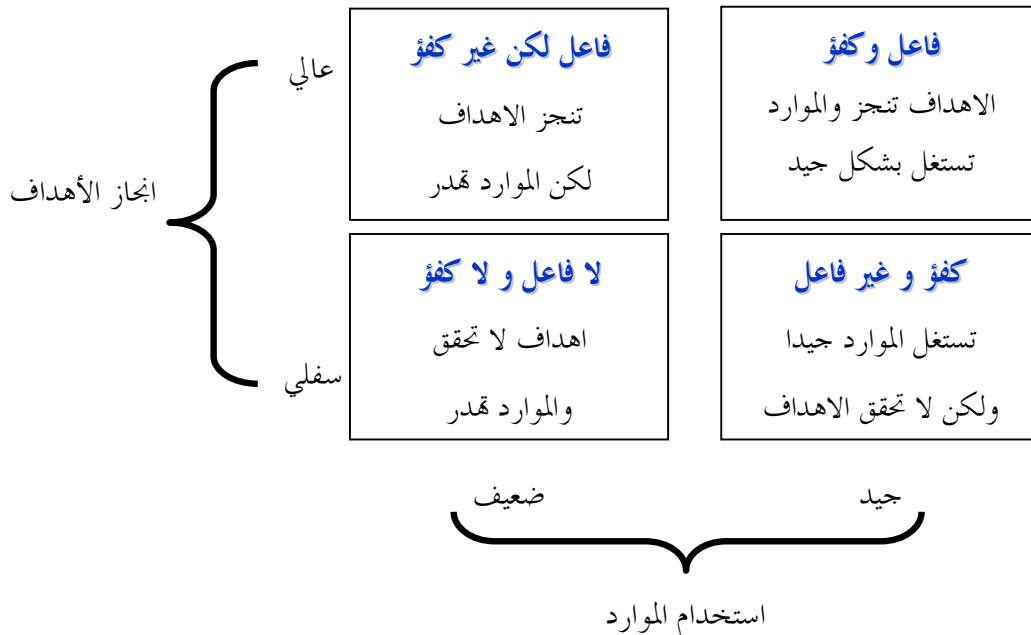 فاعل وكفؤ
الاهداف تنجز والموارد
تستغل بشكل جيد
فاعل لكن غير كفؤ
تنجز الاهداف
لكن الموارد تهدر
عالي
انجاز الأهداف
كفؤ و غير فاعل
تستغل الموارد جيدا
ولكن لا تحقق الاهداف
لا فاعل و لا كفؤ
اهداف لا تحقق
والموارد تهدر
سفلي
جيد
ضعيف
استخدام الموارد